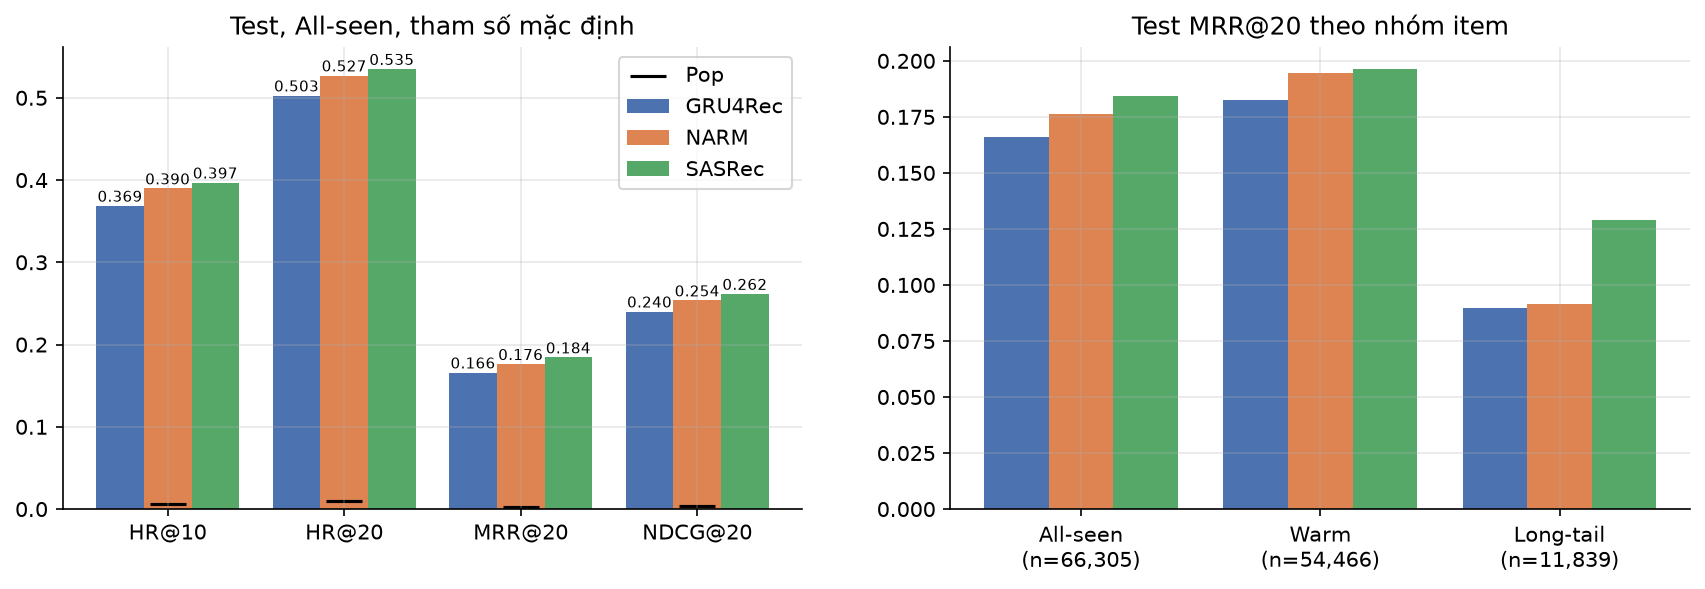 Test, All-seen, tham số mặc định
0.5
0.4
0.3
0.2
0.1
0.0
0.369
0.390
0.397
0.503
0.527
0.535
0.166
0.176
0.184
0.240
0.254
0.262
Pop
GRU4Rec
NARM
SASRec
HR@10
HR@20
MRR@20
NDCG@20
Test MRR@20 theo nhóm item
0.200
0.175
0.150
0.125
0.100
0.075
0.050
0.025
0.000
All-seen
(n=66,305)
Warm
(n=54,466)
Long-tail
(n=11,839)